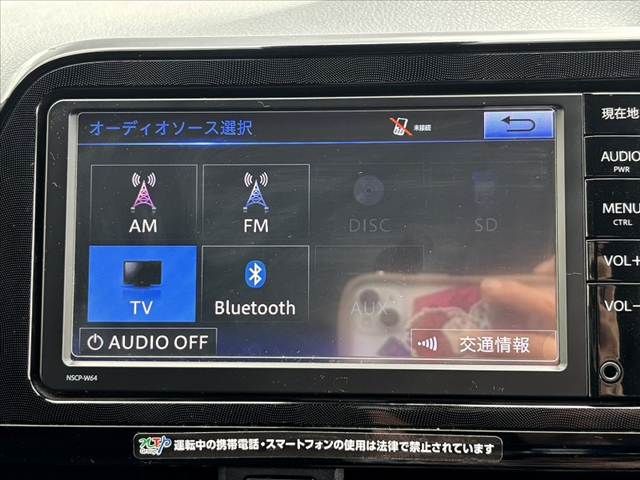 オーディオソース選択
未接続
現在地
AM
FM
DISC
SD
AUDIO
PWR
MENU
CTRL
TV
Bluetooth
AUX
VOL+
VOL-
AUDIO OFF
交通情報
NSCP-W64
運転中の携帯電話・スマートフォンの使用は法律で禁止されています